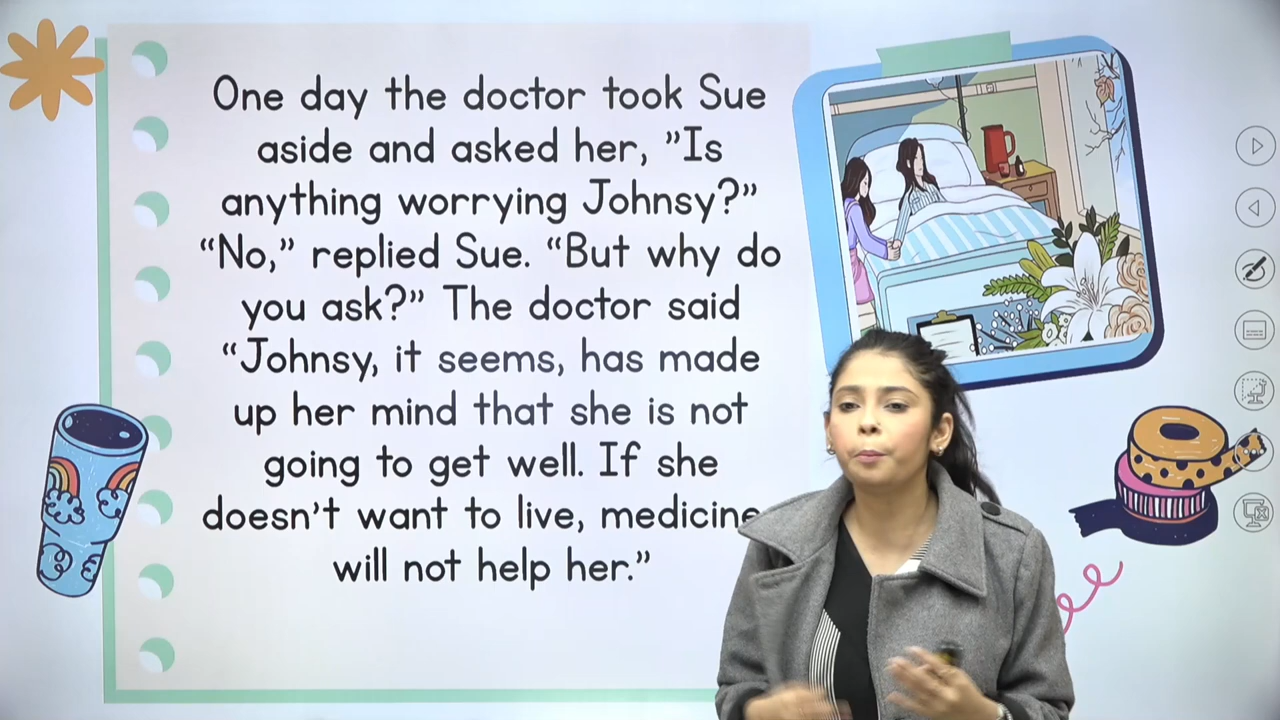 One day the doctor took Sue
aside and asked her, ”Is
anything worrying Johnsy?”
“No,” replied Sue. “But why do
you ask?” The doctor said
“Johnsy, it seems, has made
up her mind that she is not
going to get well. If she
doesn’t want to live, medicine
will not help her.”